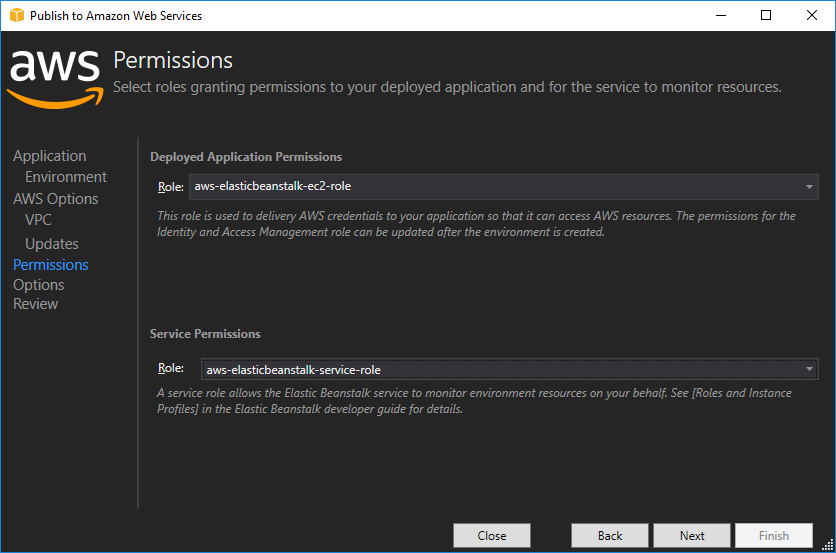 Publish to Amazon Web Services
aws
Permissions
Select roles granting permissions to your deployed application and for the service to monitor resources.
Application
Environment
AWS Options
VPC
Updates
Permissions
Options
Review
Deployed Application Permissions
Role: aws-elasticbeanstalk-ec2-role
This role is used to delivery AWS credentials to your application so that it can access AWS resources. The permissions for the
Identity and Access Management role can be updated after the environment is created.
Service Permissions
Role: aws-elasticbeanstalk-service-role
A service role allows the Elastic Beanstalk service to monitor environment resources on your behalf. See [Roles and Instance
Profiles] in the Elastic Beanstalk developer guide for details.
Close Back Next Finish